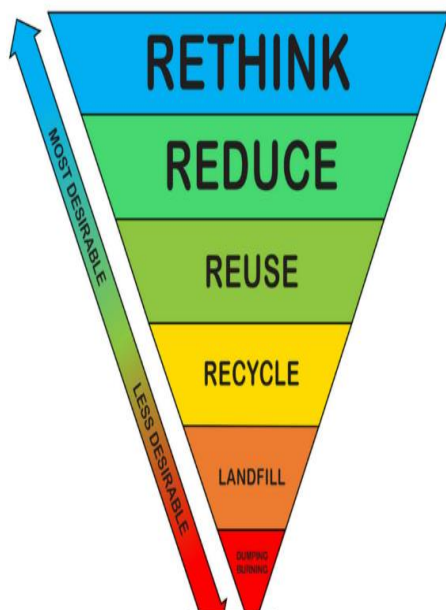 RETHINK
REDUCE
REUSE
RECYCLE
LANDFILL
DUMPING
BURNING
MOST DESIRABLE
LESS DESIRABLE